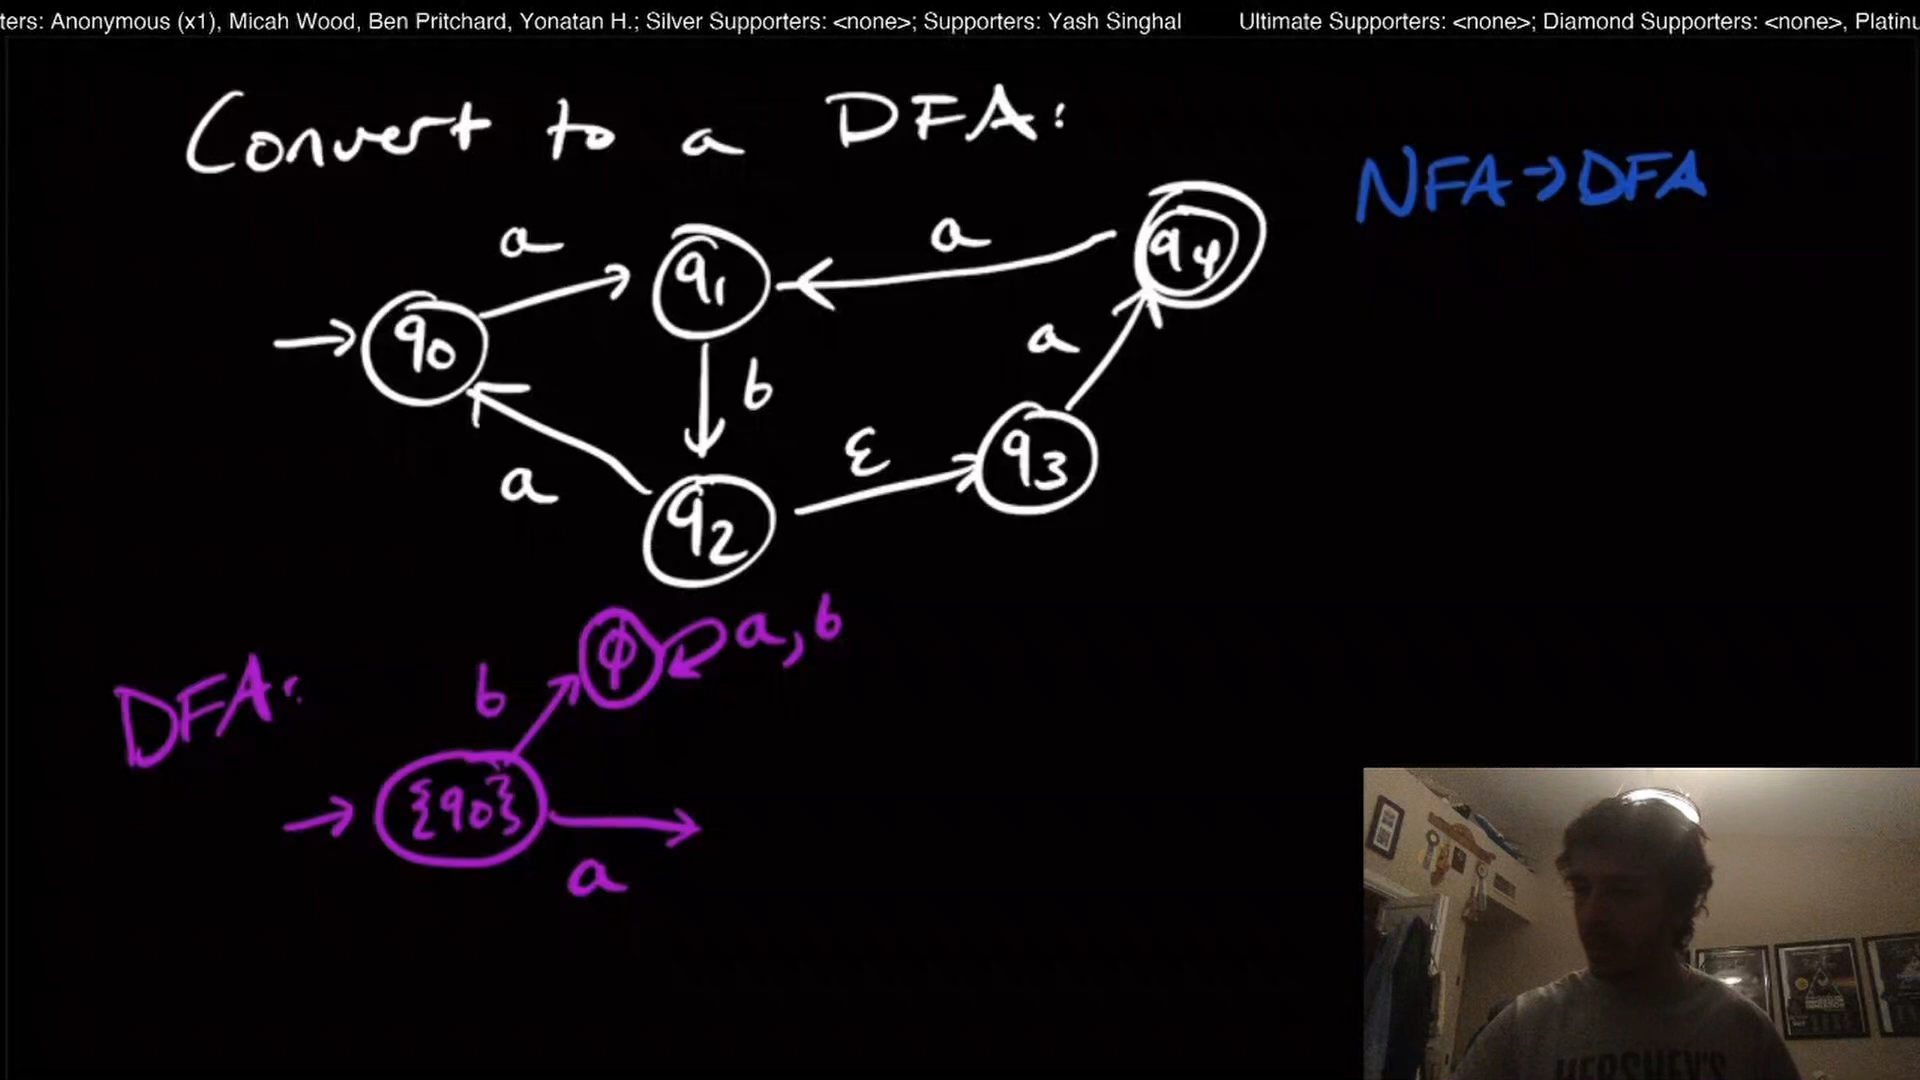 ters: Anonymous (x1), Micah Wood, Ben Pritchard, Yonatan H.; Silver Supporters: <none>; Supporters: Yash Singhal Ultimate Supporters: <none>; Diamond Supporters: <none>, Platinu
Convert to a DFA:
NFA → DFA
a
a
q4
q1
q0
a
b
ε
q3
a
q2
DFA:
b
φ
a, b
{q0}
a
HERSHEY'S